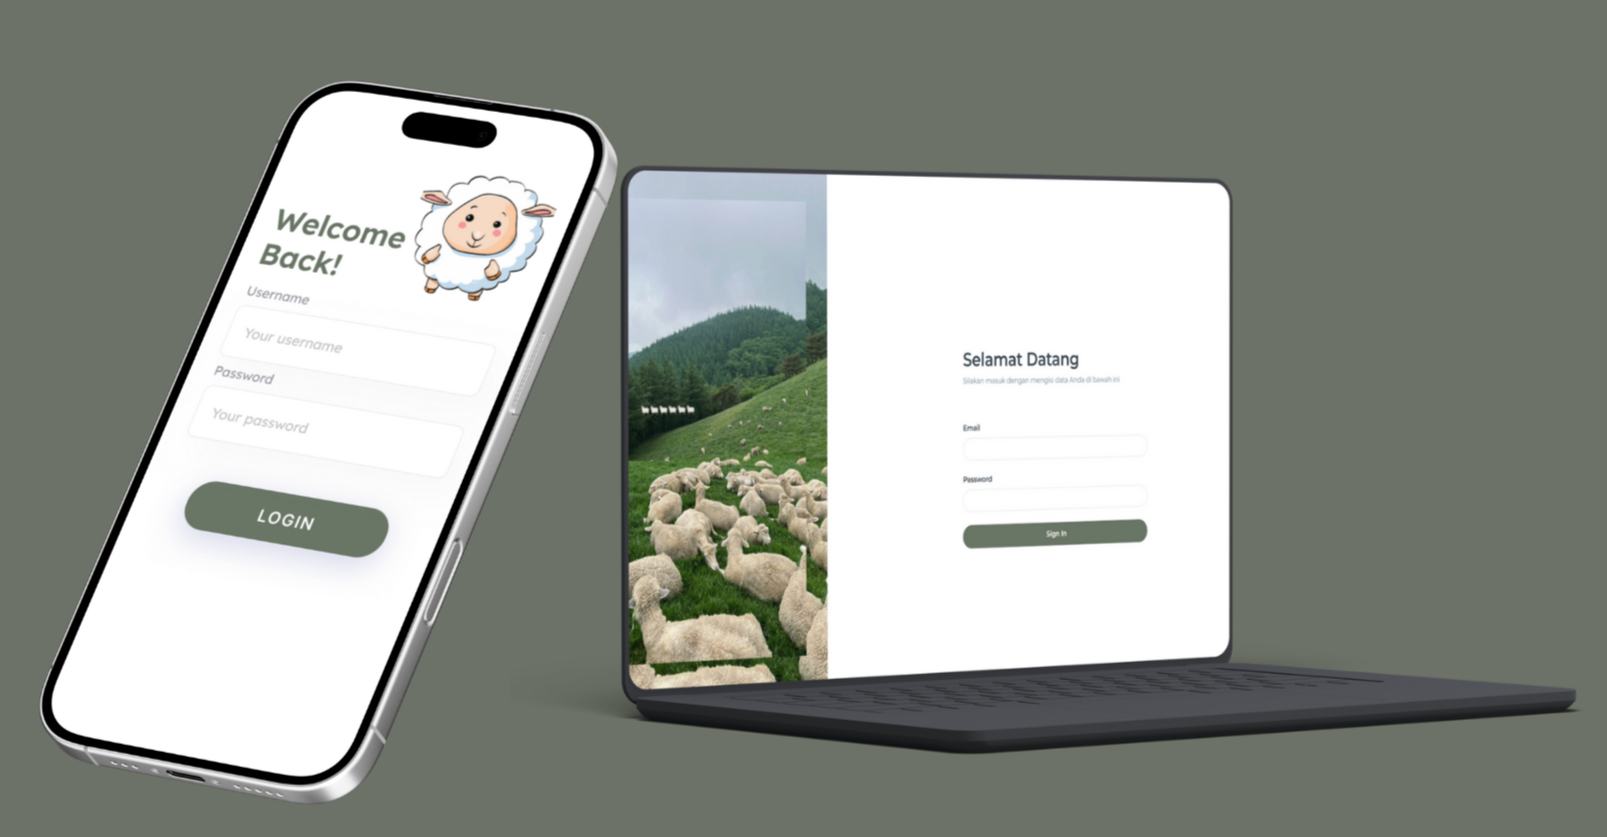 Welcome
Back!
Username
Your username
Password
Your password
LOGIN
Selamat Datang
Silakan masuk dengan mengisi data Anda di bawah ini
Email
Password
Sign In